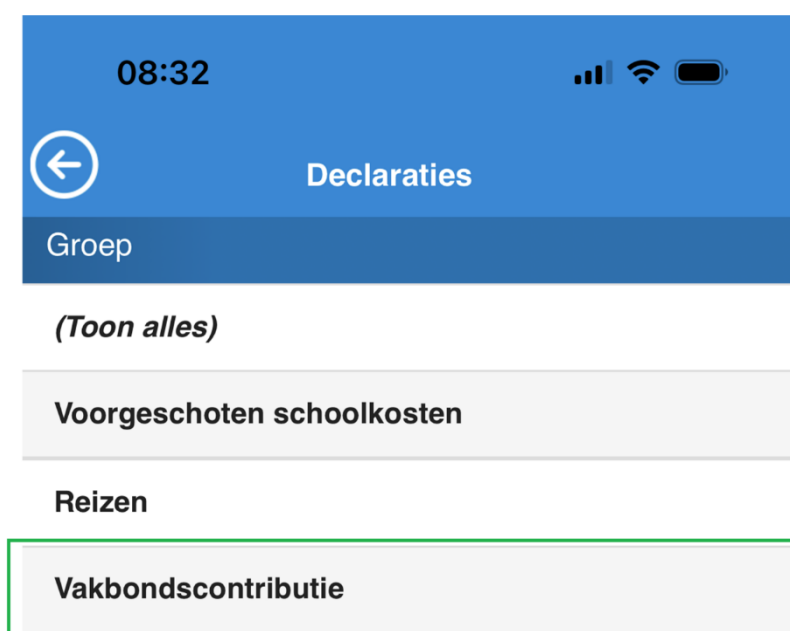 08:32
Declaraties
Groep
(Toon alles)
Voorgeschoten schoolkosten
Reizen
Vakbondscontributie